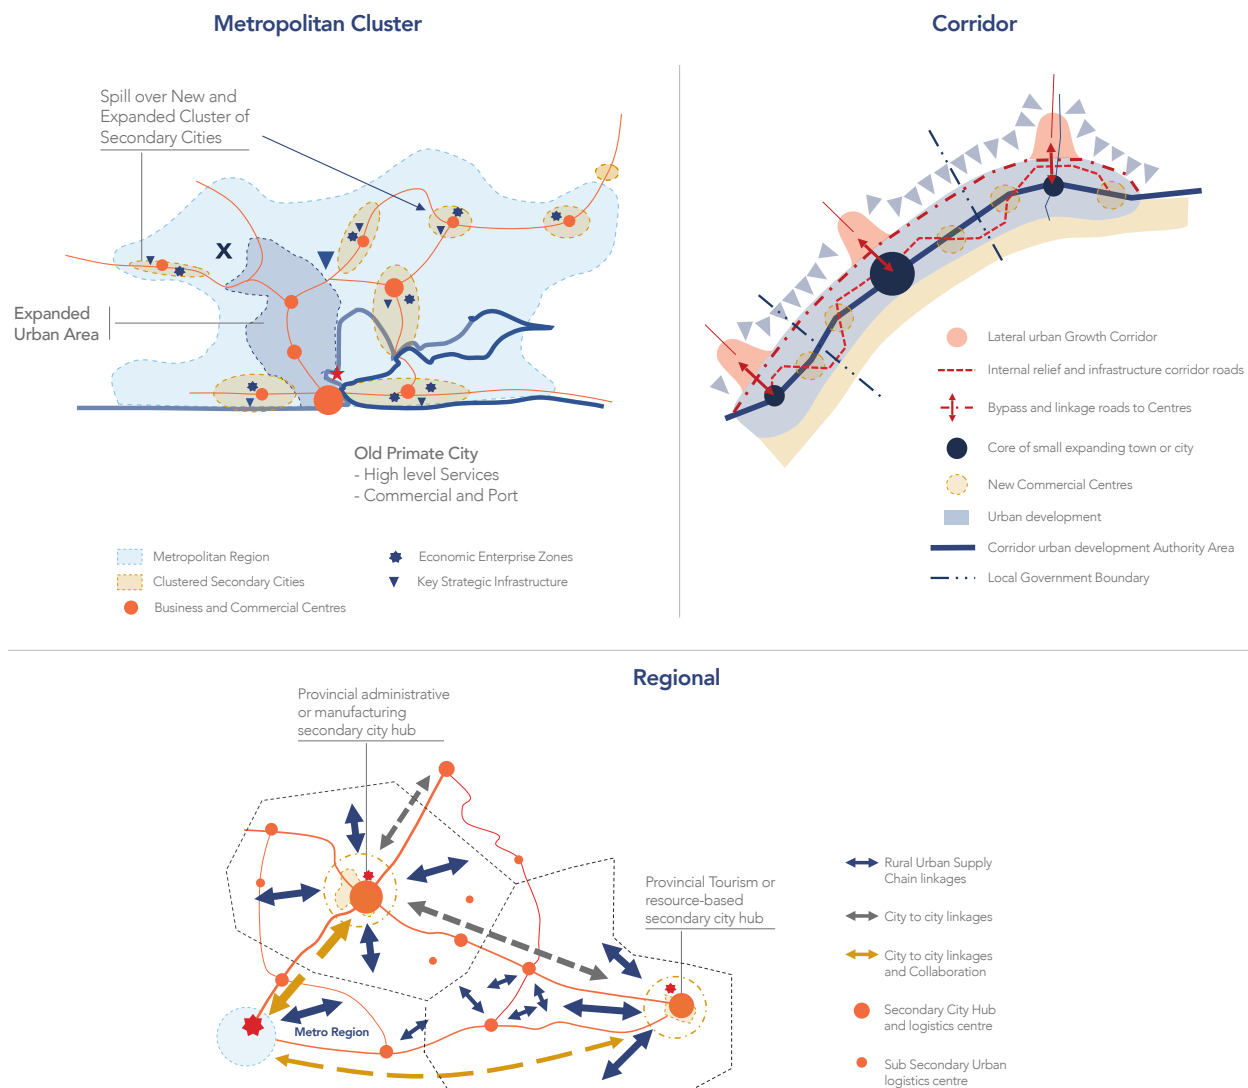 Metropolitan Cluster
Spill over New and
Expanded Cluster of
Secondary Cities
X
Expanded
Urban Area
Old Primate City
- High level Services
- Commercial and Port
Metropolitan Region
Clustered Secondary Cities
Business and Commercial Centres
Economic Enterprise Zones
Key Strategic Infrastructure
Corridor
Lateral urban Growth Corridor
Internal relief and infrastructure corridor roads
Bypass and linkage roads to Centres
Core of small expanding town or city
New Commercial Centres
Urban development
Corridor urban development Authority Area
Local Government Boundary
Regional
Provincial administrative
or manufacturing
secondary city hub
Provincial Tourism or
resource-based
secondary city hub
Metro Region
Rural Urban Supply
Chain linkages
City to city linkages
City to city linkages
and Collaboration
Secondary City Hub
and logistics centre
Sub Secondary Urban
logistics centre